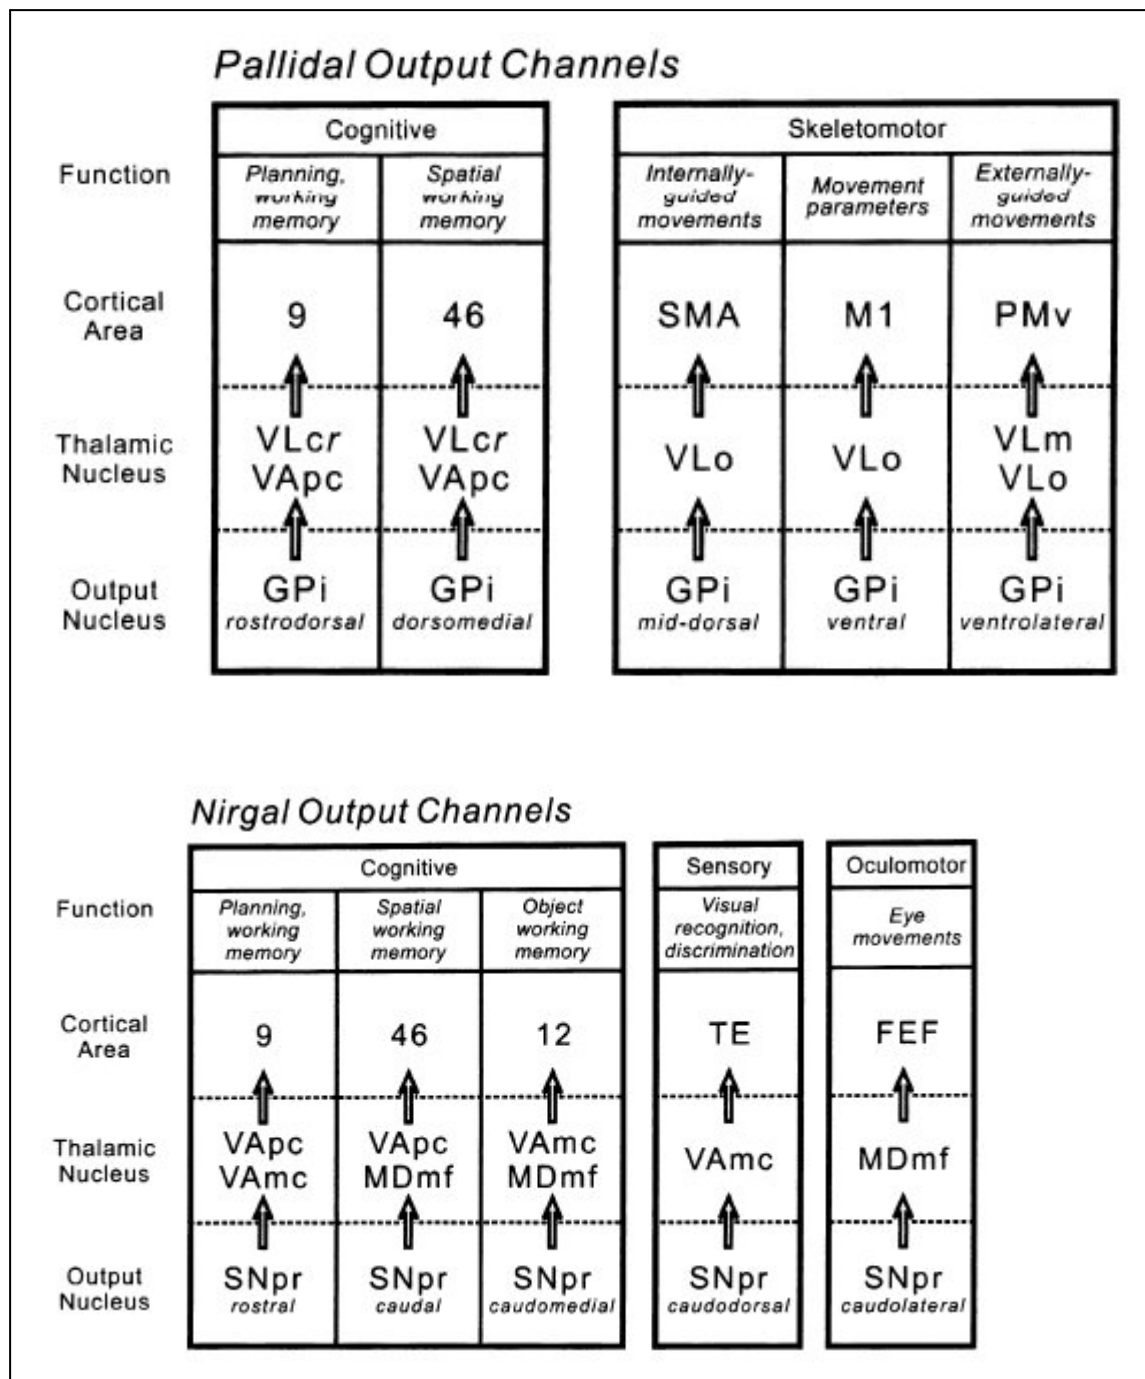 Pallidal Output Channels
Cognitive
Skeletomotor
Function
Planning,
working
memory
Spatial
working
memory
Internally-
guided
movements
Movement
parameters
Externally-
guided
movements
Cortical
Area
9
46
SMA
M1
PMv
Thalamic
Nucleus
VLcr
VApc
VLcr
VApc
VLo
VLo
VLm
VLo
Output
Nucleus
GPi
rostrodorsal
GPi
dorsomedial
GPi
mid-dorsal
GPi
ventral
GPi
ventrolateral
Nirgal Output Channels
Cognitive
Sensory
Oculomotor
Function
Planning,
working
memory
Spatial
working
memory
Object
working
memory
Visual
recognition,
discrimination
Eye
movements
Cortical
Area
9
46
12
TE
FEF
Thalamic
Nucleus
VApc
VAmc
VApc
MDmf
VAmc
MDmf
VAmc
MDmf
Output
Nucleus
SNpr
rostral
SNpr
caudal
SNpr
caudomedial
SNpr
caudodorsal
SNpr
caudolateral